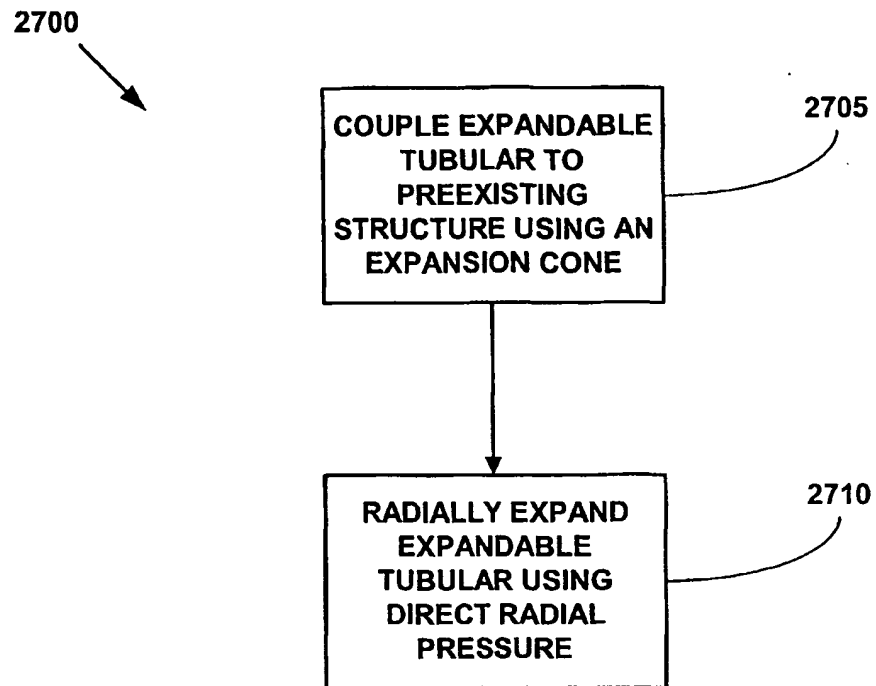 2700
COUPLE EXPANDABLE
TUBULAR TO
PREEXISTING
STRUCTURE USING AN
EXPANSION CONE
2705
RADIALLY EXPAND
EXPANDABLE
TUBULAR USING
DIRECT RADIAL
PRESSURE
2710